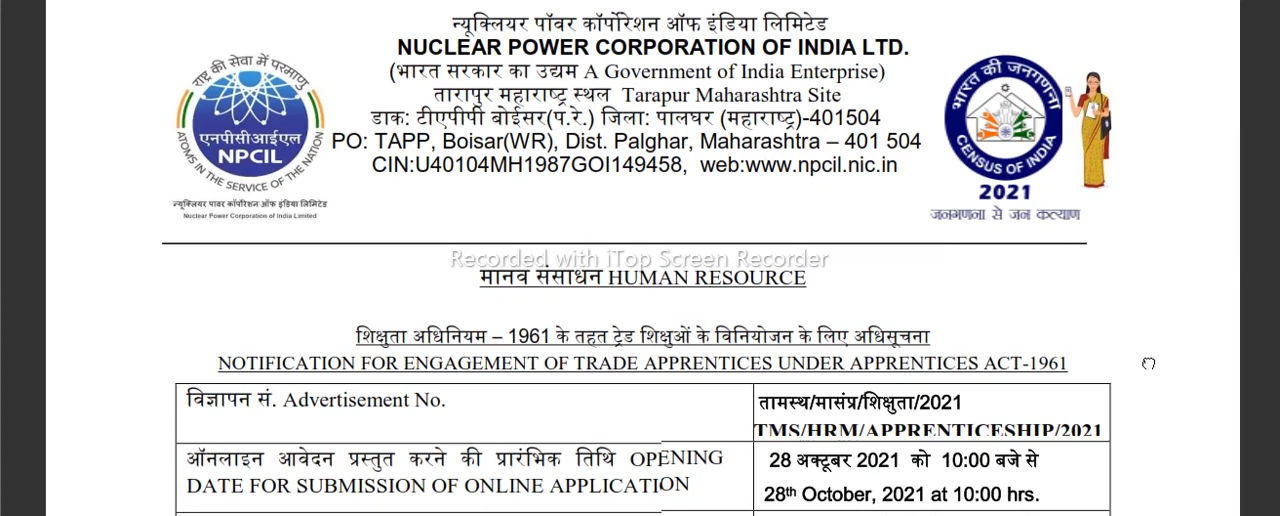 न्यूक्लियर पॉवर कॉर्पोरेशन ऑफ इंडिया लिमिटेड
NUCLEAR POWER CORPORATION OF INDIA LTD.
(भारत सरकार का उद्यम A Government of India Enterprise)
तारापुर महाराष्ट्र स्थल Tarapur Maharashtra Site
डाक: टीएपीपी बोईसर(प.रे.) जिला: पालघर (महाराष्ट्र)-401504
PO: TAPP, Boisar(WR), Dist. Palghar, Maharashtra – 401 504
CIN:U40104MH1987GOI149458, web:www.npcil.nic.in
राष्ट्र की सेवा में परमाणु
एनपीसीआईएल
NPCIL
ATOMS IN THE SERVICE OF THE NATION
न्यूक्लियर पावर कॉर्पोरेशन ऑफ इंडिया लिमिटेड
Nuclear Power Corporation of India Limited
भारत की जनगणना
CENSUS OF INDIA
2021
जनगणना से जन कल्याण
Recorded with iTop Screen Recorder
मानव संसाधन HUMAN RESOURCE
शिक्षुता अधिनियम – 1961 के तहत ट्रेड शिक्षुओं के विनियोजन के लिए अधिसूचना
NOTIFICATION FOR ENGAGEMENT OF TRADE APPRENTICES UNDER APPRENTICES ACT-1961
विज्ञापन सं. Advertisement No.
तामस्थ/मासंप्र/शिक्षुता/2021
TMS/HRM/APPRENTICESHIP/2021
ऑनलाइन आवेदन प्रस्तुत करने की प्रारंभिक तिथि OPENING
DATE FOR SUBMISSION OF ONLINE APPLICATION
28 अक्टूबर 2021 को 10:00 बजे से
28th October, 2021 at 10:00 hrs.